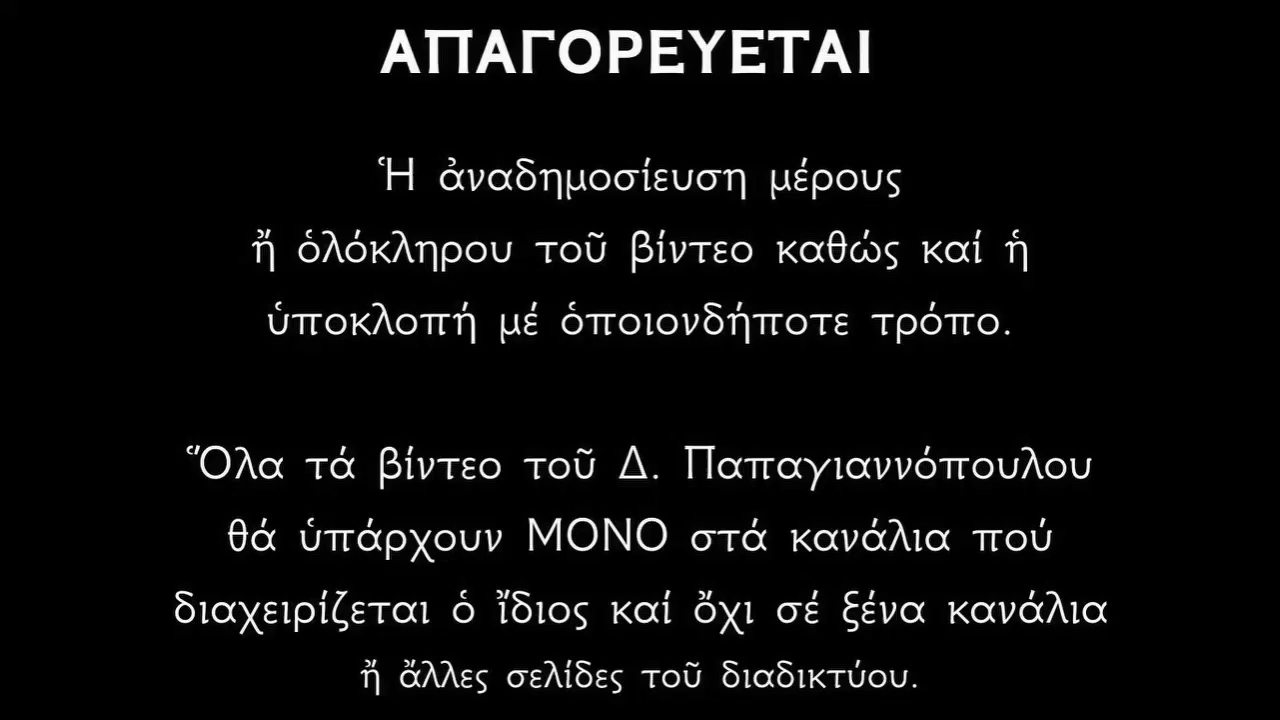 ΑΠΑΓΟΡΕΥΕΤΑΙ
Ἡ ἀναδημοσίευση μέρους
ἤ ὁλόκληρου τοῦ βίντεο καθώς καί ἡ
ὑποκλοπή μέ ὁποιονδήποτε τρόπο.
Ὅλα τά βίντεο τοῦ Δ. Παπαγιαννόπουλου
θά ὑπάρχουν ΜΟΝΟ στά κανάλια πού
διαχειρίζεται ὁ ἴδιος καί ὄχι σέ ξένα κανάλια
ἤ ἄλλες σελίδες τοῦ διαδικτύου.